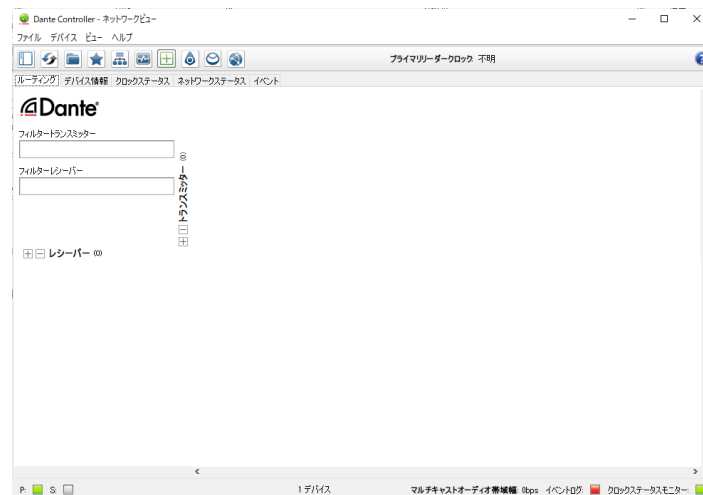 Dante Controller - ネットワークビュー
ファイル デバイス ビュー ヘルプ
プライマリリーダークロック: 不明
ルーティング デバイス情報 クロックステータス ネットワークステータス イベント
Dante
フィルタートランスミッター
フィルターレシーバー
トランスミッター (0)
レシーバー (0)
P: S: 1 デバイス マルチキャストオーディオ帯域幅: 0bps イベントログ: クロックステータスモニター: